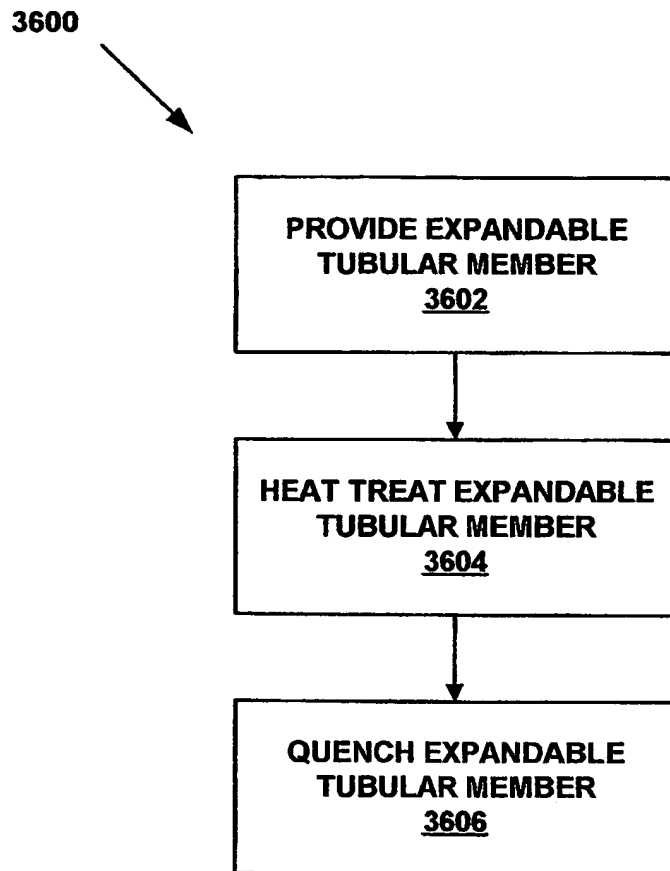 3600
PROVIDE EXPANDABLE
TUBULAR MEMBER
3602
HEAT TREAT EXPANDABLE
TUBULAR MEMBER
3604
QUENCH EXPANDABLE
TUBULAR MEMBER
3606